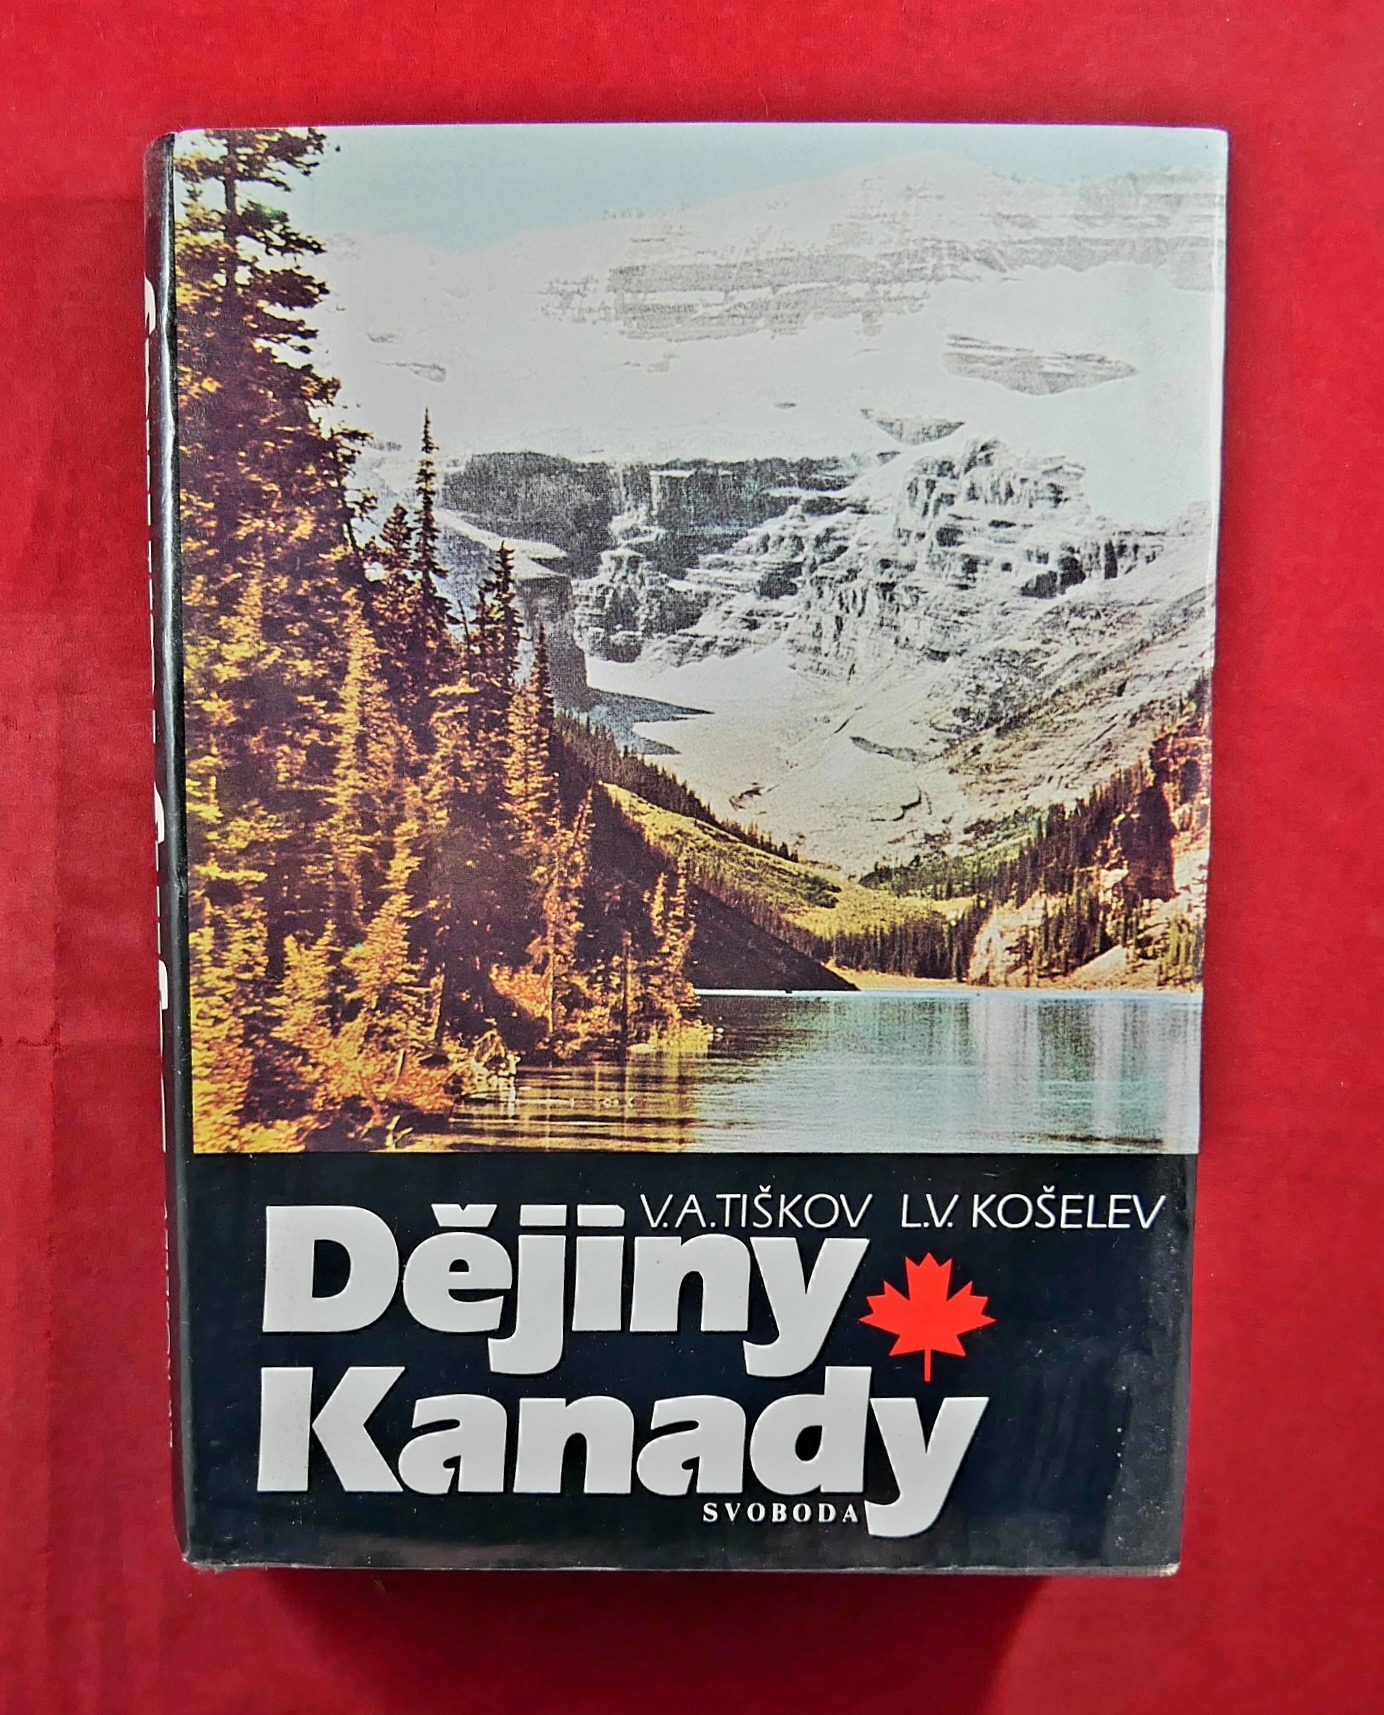 V.A.TIŠKOV L.V. KOŠELEV
Dějiny
Kanady
SVOBODA